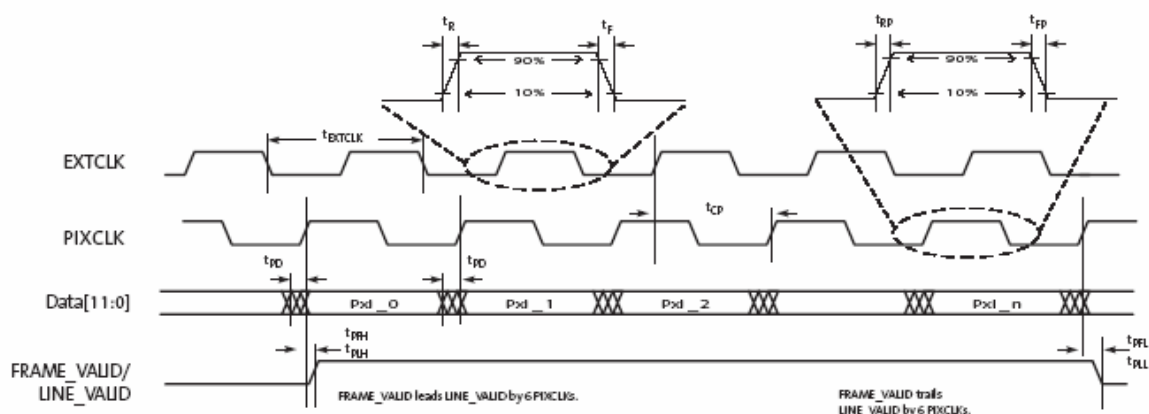 tR tF tRP tFP
90% 90%
10% 10%
tEXTCLK
EXTCLK
tCP
PIXCLK
tPD tPD
Data[11:0] Pxl_0 Pxl_1 Pxl_2 Pxl_n
tPFH tPFL
tPLH tPLL
FRAME_VALID/
LINE_VALID
FRAME_VALID leads LINE_VALID by 6 PIXCLKs.
FRAME_VALID trails
LINE_VALID by 6 PIXCLKs.